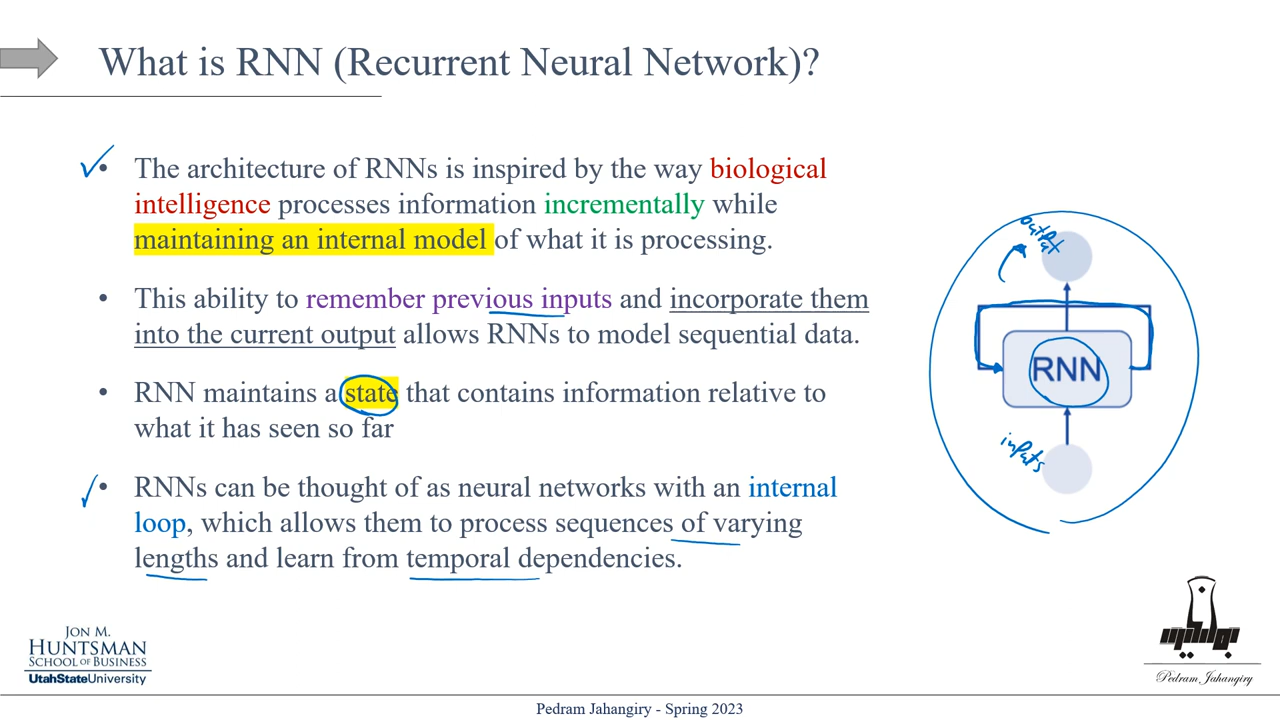 What is RNN (Recurrent Neural Network)?
• The architecture of RNNs is inspired by the way biological
intelligence processes information incrementally while
maintaining an internal model of what it is processing.
• This ability to remember previous inputs and incorporate them
into the current output allows RNNs to model sequential data.
• RNN maintains a state that contains information relative to
what it has seen so far
• RNNs can be thought of as neural networks with an internal
loop, which allows them to process sequences of varying
lengths and learn from temporal dependencies.
output
RNN
inputs
JON M.
HUNTSMAN
SCHOOL OF BUSINESS
UtahStateUniversity
Pedram Jahangiry
Pedram Jahangiry - Spring 2023